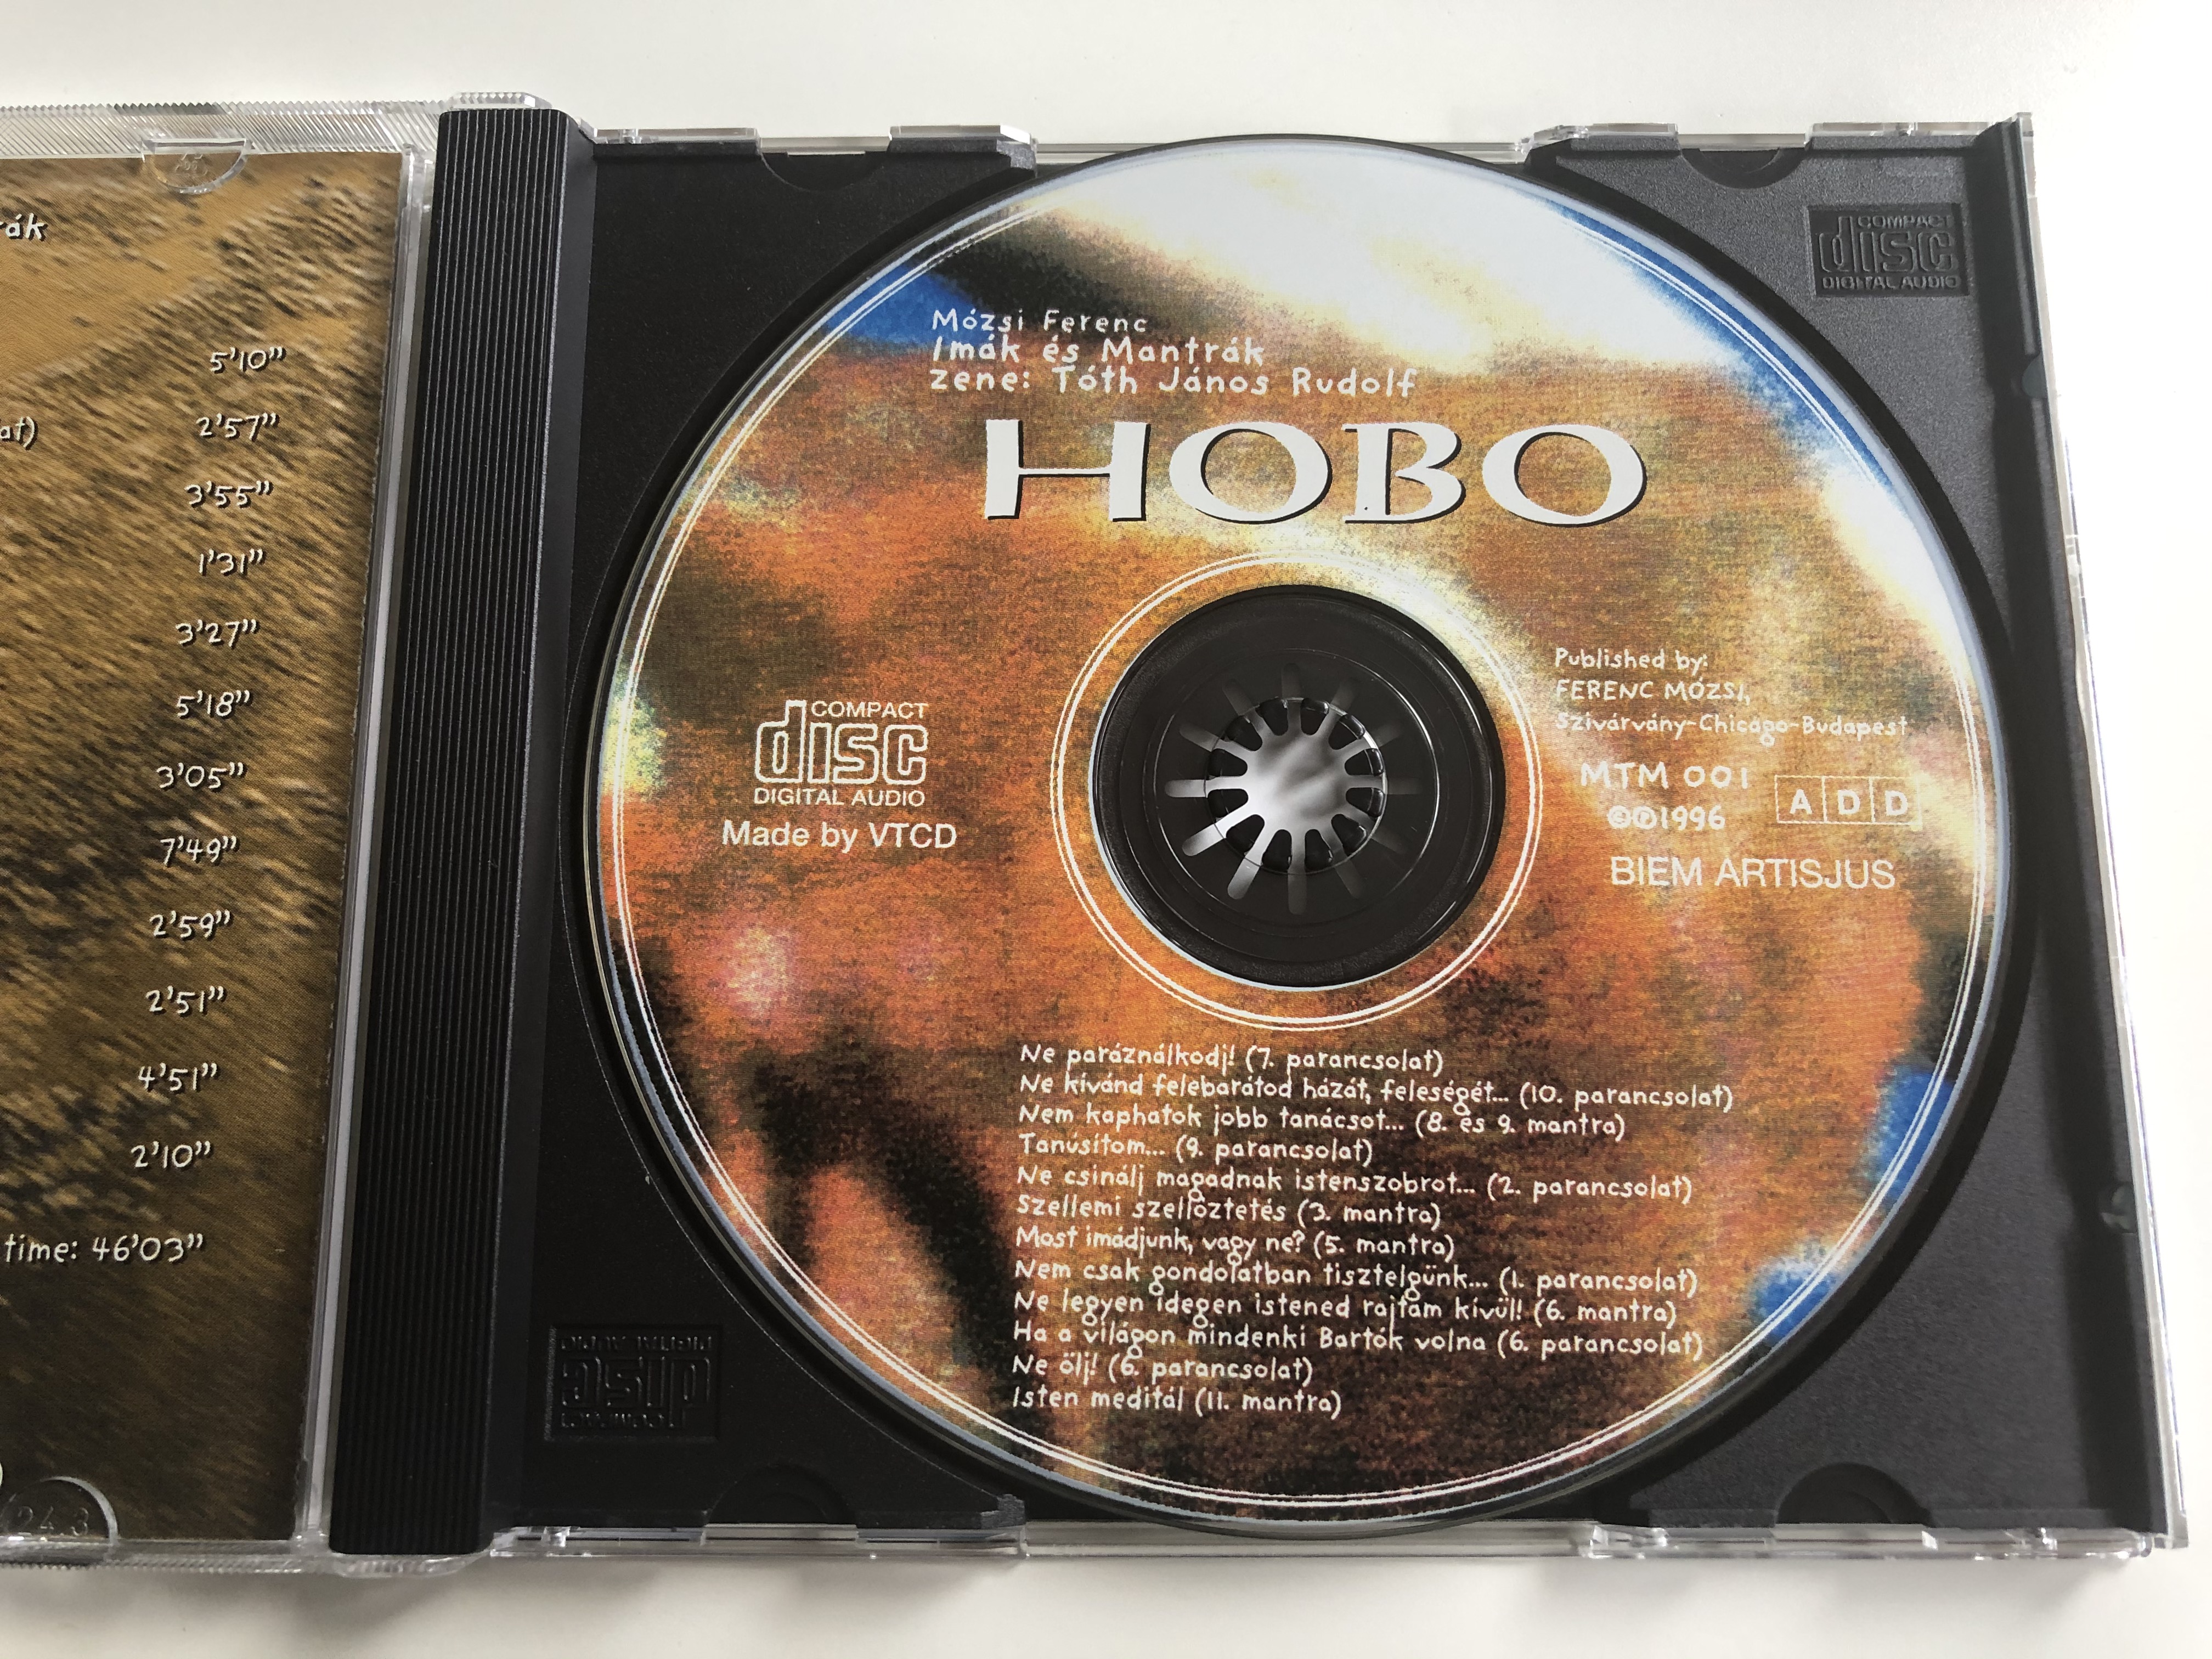 5'10"
2'57"
3'55"
1'31"
3'27"
5'18"
3'05"
7'49"
2'59"
2'51"
4'51"
2'10"
time: 46'03"
Mózsi Ferenc
Imák és Mantrák
zene: Tóth János Rudolf
HOBO
COMPACT
disc
DIGITAL AUDIO
Made by VTCD
Published by:
FERENC MÓZSI,
Szivárvány-Chicago-Budapest
MTM 001
©℗1996
A D D
BIEM ARTISJUS
Ne paráználkodj! (7. parancsolat)
Ne kívánd felebarátod házát, feleségét... (10. parancsolat)
Nem kaphatok jobb tanácsot... (8. és 9. mantra)
Tanúsítom... (9. parancsolat)
Ne csinálj magadnak istenszobrot... (2. parancsolat)
Szellemi szellőztetés (3. mantra)
Most imádjunk, vagy ne? (5. mantra)
Nem csak gondolatban tisztelgünk... (1. parancsolat)
Ne legyen idegen istened rajtam kívül! (6. mantra)
Ha a világon mindenki Bartók volna (6. parancsolat)
Ne ölj! (6. parancsolat)
Isten meditál (11. mantra)
COMPACT
disc
DIGITAL AUDIO
COMPACT
disc
DIGITAL AUDIO